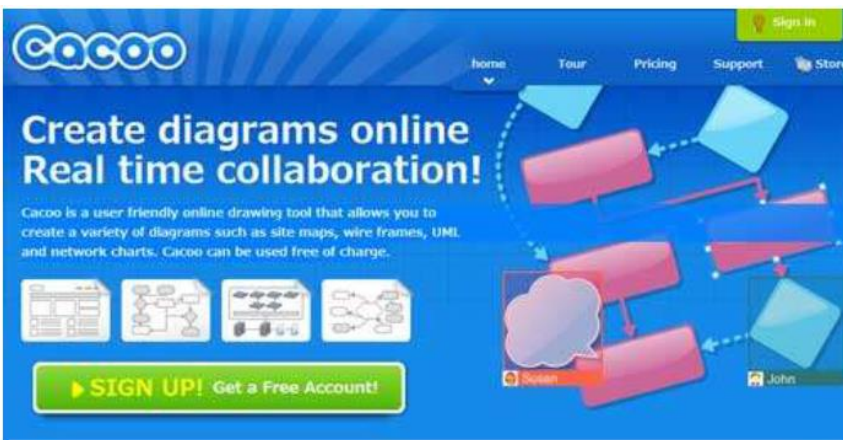 Cacoo
Sign in
home Tour Pricing Support Store
Create diagrams online
Real time collaboration!
Cacoo is a user friendly online drawing tool that allows you to
create a variety of diagrams such as site maps, wire frames, UML
and network charts. Cacoo can be used free of charge.
SIGN UP! Get a Free Account!
Susan
John